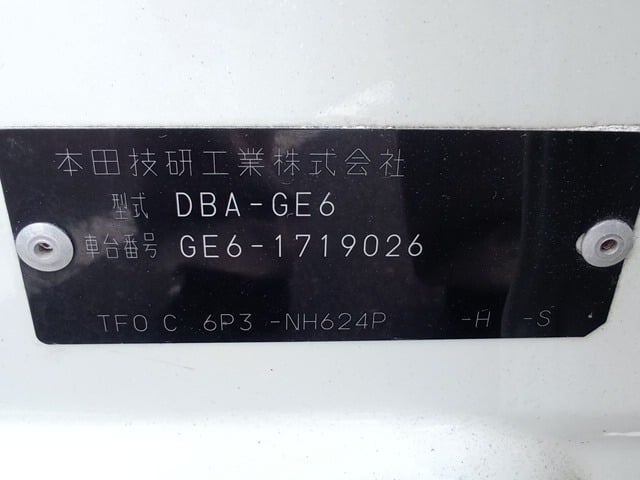 本田技研工業株式会社
型式 DBA-GE6
車台番号 GE6-1719026
TFO C 6P3 -NH624P -H -S